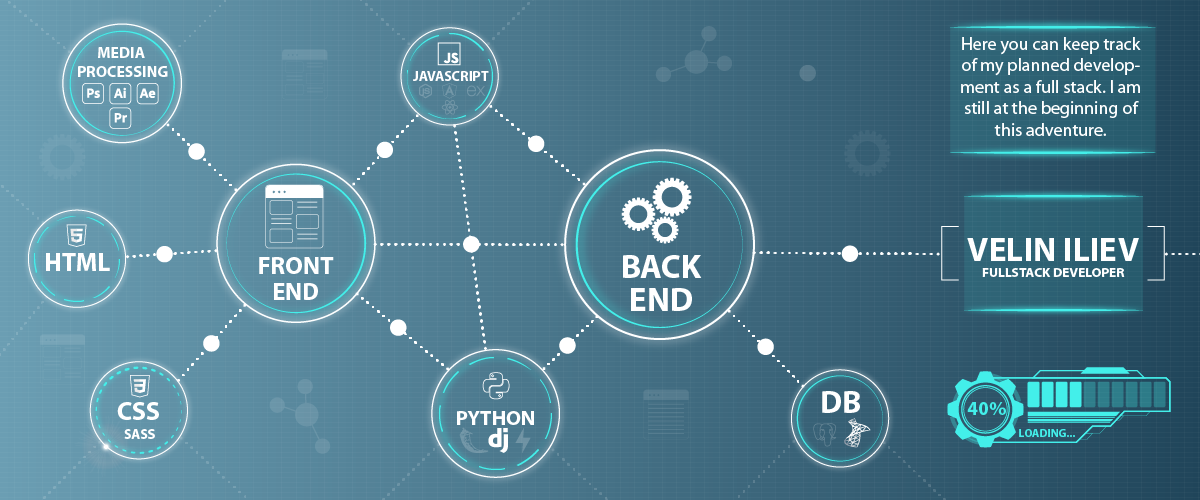 MEDIA
PROCESSING
Ps Ai Ae
Pr
JS
JAVASCRIPT
Here you can keep track
of my planned develop-
ment as a full stack. I am
still at the beginning of
this adventure.
5
HTML
FRONT
END
BACK
END
VELIN ILIEV
FULLSTACK DEVELOPER
3
CSS
SASS
PYTHON
dj
DB
40%
LOADING...